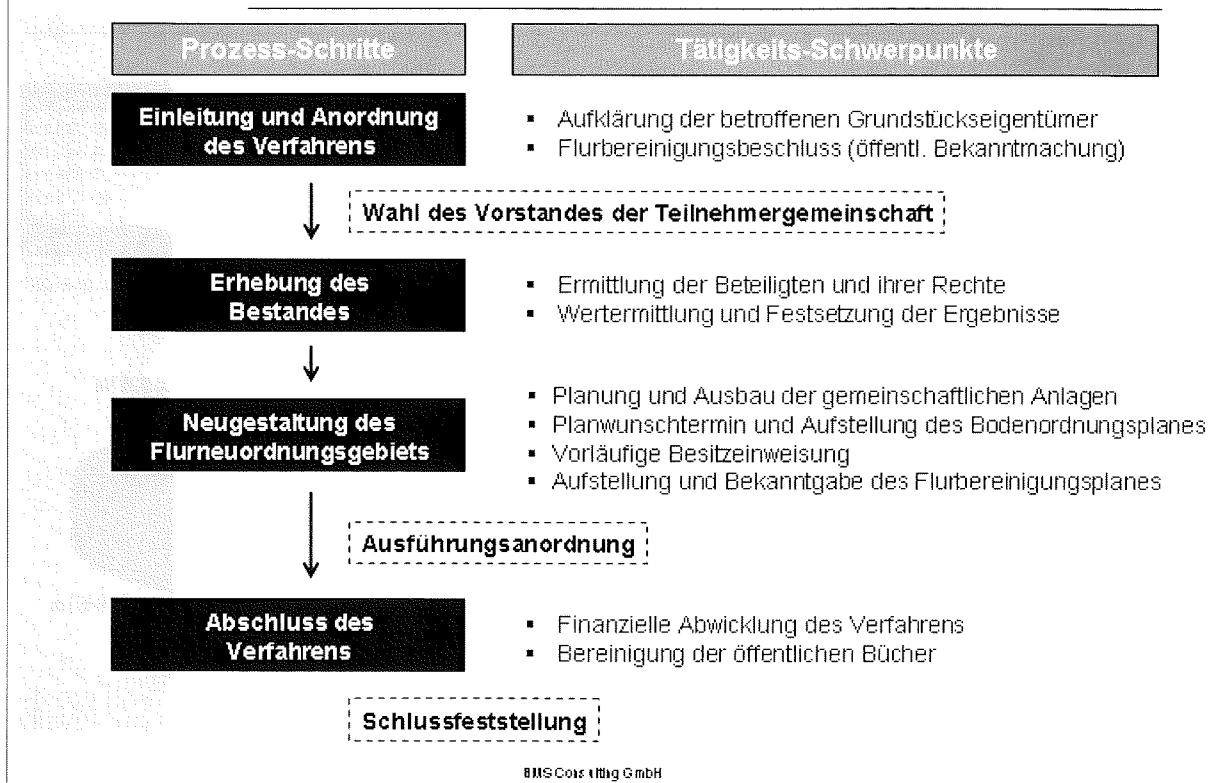 Prozess-Schritte
Tätigkeits-Schwerpunkte
Einleitung und Anordnung
des Verfahrens
▪ Aufklärung der betroffenen Grundstückseigentümer
▪ Flurbereinigungsbeschluss (öffentl. Bekanntmachung)
Wahl des Vorstandes der Teilnehmergemeinschaft
Erhebung des
Bestandes
▪ Ermittlung der Beteiligten und ihrer Rechte
▪ Wertermittlung und Festsetzung der Ergebnisse
Neugestaltung des
Flurneuordnungsgebiets
▪ Planung und Ausbau der gemeinschaftlichen Anlagen
▪ Planwunschtermin und Aufstellung des Bodenordnungsplanes
▪ Vorläufige Besitzeinweisung
▪ Aufstellung und Bekanntgabe des Flurbereinigungsplanes
Ausführungsanordnung
Abschluss des
Verfahrens
▪ Finanzielle Abwicklung des Verfahrens
▪ Bereinigung der öffentlichen Bücher
Schlussfeststellung
BMS Consulting GmbH